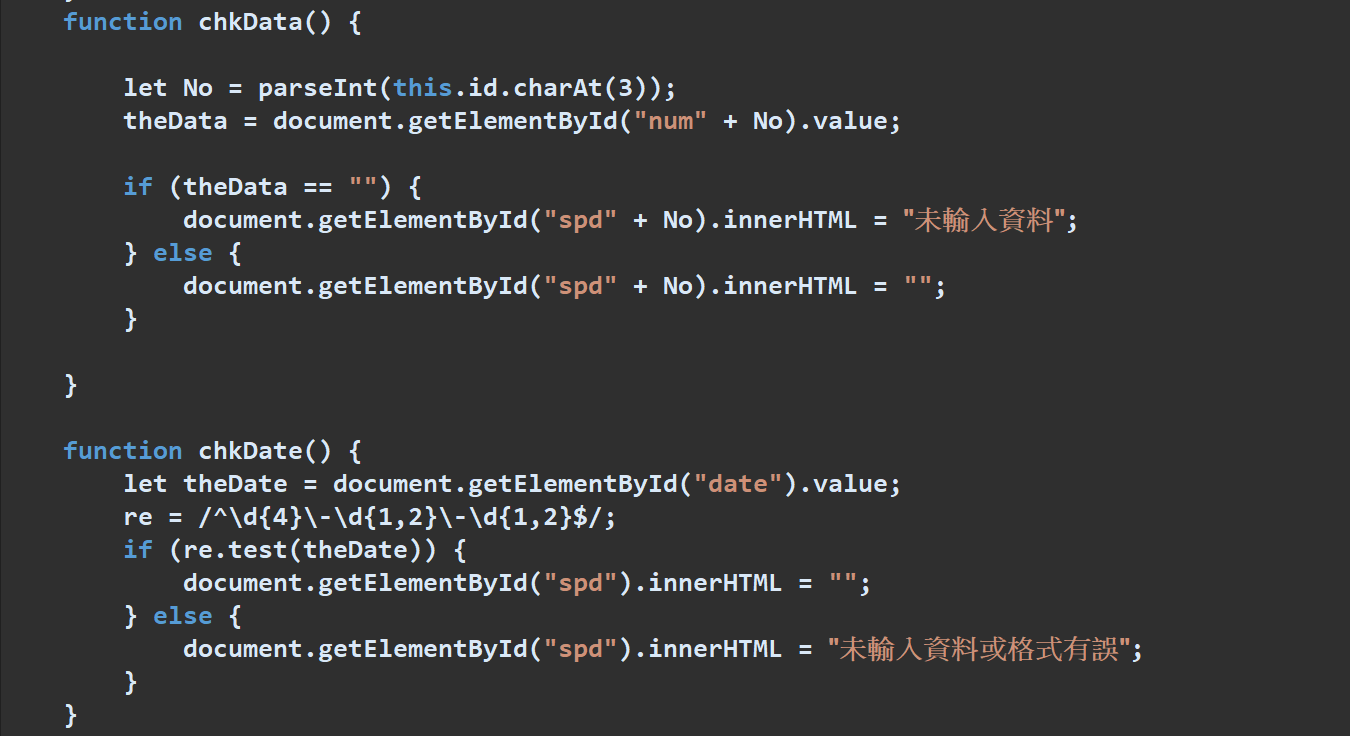 function chkData() {
let No = parseInt(this.id.charAt(3));
theData = document.getElementById("num" + No).value;
if (theData == "") {
document.getElementById("spd" + No).innerHTML = "未輸入資料";
} else {
document.getElementById("spd" + No).innerHTML = "";
}
}
function chkDate() {
let theDate = document.getElementById("date").value;
re = /^\d{4}\-\d{1,2}\-\d{1,2}$/;
if (re.test(theDate)) {
document.getElementById("spd").innerHTML = "";
} else {
document.getElementById("spd").innerHTML = "未輸入資料或格式有誤";
}
}